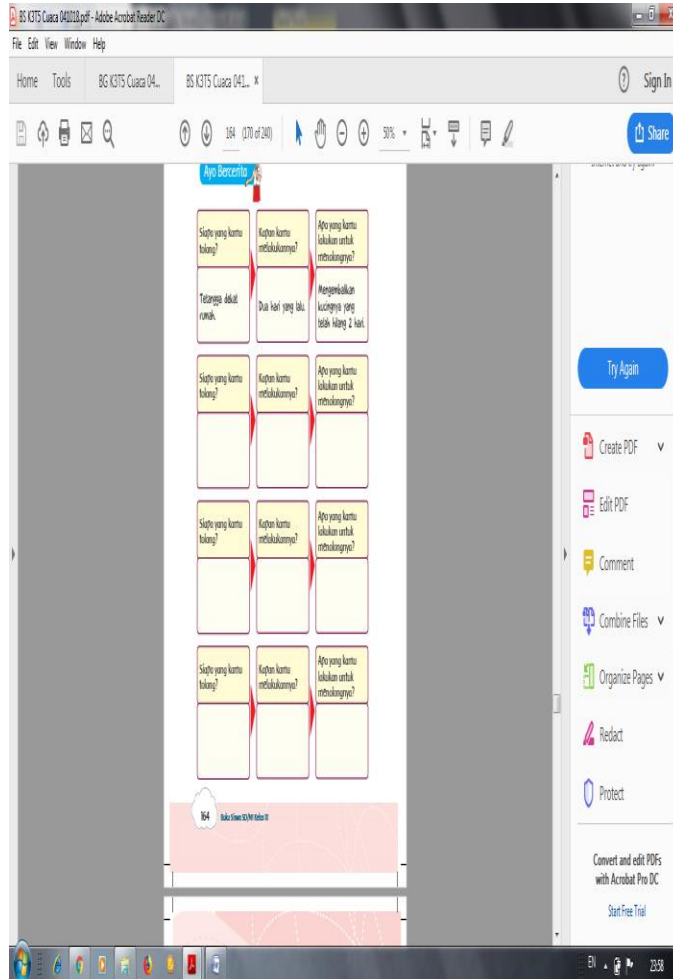 BS K3T5 Cuaca 041018.pdf - Adobe Acrobat Reader DC
File Edit View Window Help
Home Tools BG K3T5 Cuaca 04... BS K3T5 Cuaca 041... × ? Sign In
164 (170 of 240) 50% Share
Ayo Bercerita
Siapa yang kamu
tolong?
Kapan kamu
melakukannya?
Apa yang kamu
lakukan untuk
menolongnya?
Tetangga dekat
rumah.
Dua hari yang lalu.
Mengembalikan
kucingnya yang
telah hilang 2 hari.
Siapa yang kamu
tolong?
Kapan kamu
melakukannya?
Apa yang kamu
lakukan untuk
menolongnya?
Siapa yang kamu
tolong?
Kapan kamu
melakukannya?
Apa yang kamu
lakukan untuk
menolongnya?
Siapa yang kamu
tolong?
Kapan kamu
melakukannya?
Apa yang kamu
lakukan untuk
menolongnya?
164 Buku Siswa SD/MI Kelas III
Try Again
Create PDF
Edit PDF
Comment
Combine Files
Organize Pages
Redact
Protect
Convert and edit PDFs
with Acrobat Pro DC
Start Free Trial
EN 23:58